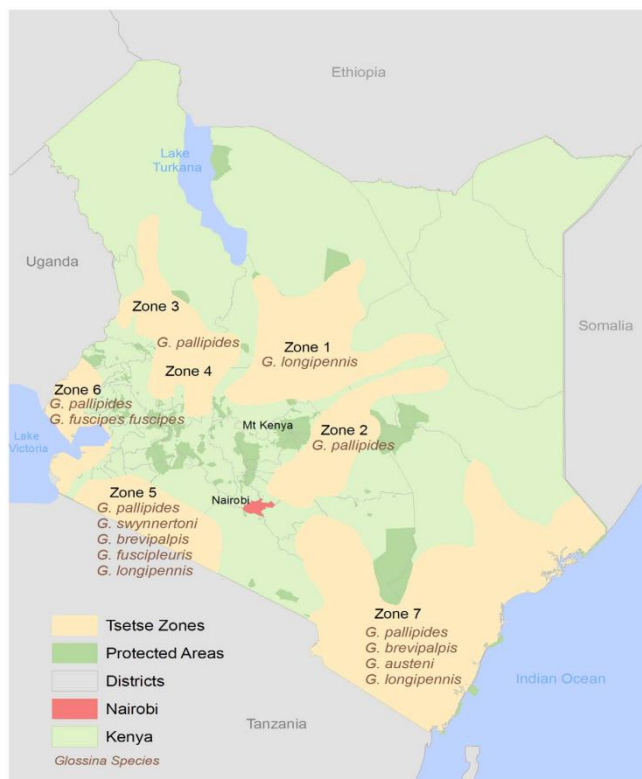 Ethiopia
Lake
Turkana
Uganda
Somalia
Zone 3
G. pallipides
Zone 1
G. longipennis
Zone 4
Zone 6
G. pallipides
G. fuscipes fuscipes
Lake
Victoria
Mt Kenya
Zone 2
G. pallipides
Nairobi
Zone 5
G. pallipides
G. swynnertoni
G. brevipalpis
G. fuscipleuris
G. longipennis
Zone 7
G. pallipides
G. brevipalpis
G. austeni
G. longipennis
Indian Ocean
Tanzania
Tsetse Zones
Protected Areas
Districts
Nairobi
Kenya
Glossina Species